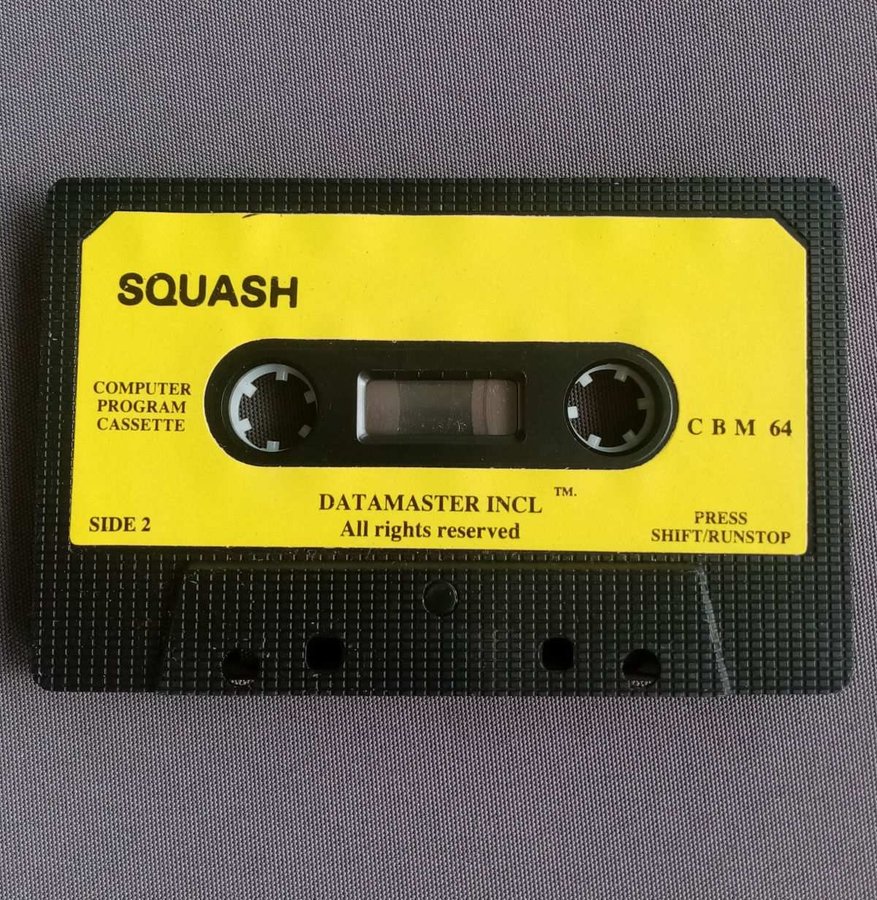 SQUASH
COMPUTER
PROGRAM
CASSETTE
C B M 64
DATAMASTER INCL ™.
All rights reserved
SIDE 2
PRESS
SHIFT/RUNSTOP